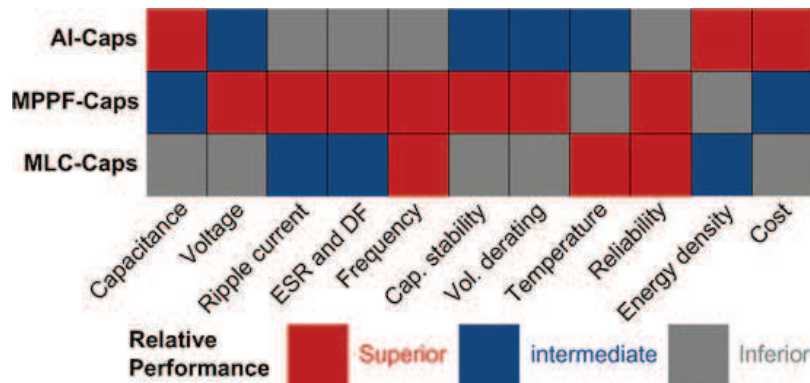 Al-Caps
MPPF-Caps
MLC-Caps
Capacitance
Voltage
Ripple current
ESR and DF
Frequency
Cap. stability
Vol. derating
Temperature
Reliability
Energy density
Cost
Relative
Performance
Superior
intermediate
Inferior